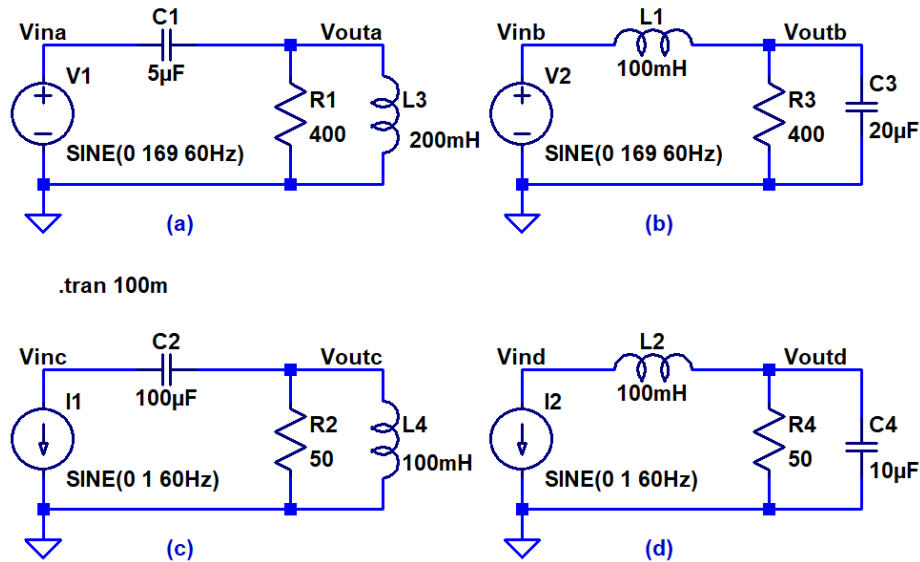 Vina
C1
5µF
Vouta
V1
R1
400
L3
200mH
SINE(0 169 60Hz)
(a)
Vinb
L1
100mH
Voutb
V2
R3
400
C3
20µF
SINE(0 169 60Hz)
(b)
.tran 100m
Vinc
C2
100µF
Voutc
I1
R2
50
L4
100mH
SINE(0 1 60Hz)
(c)
Vind
L2
100mH
Voutd
I2
R4
50
C4
10µF
SINE(0 1 60Hz)
(d)